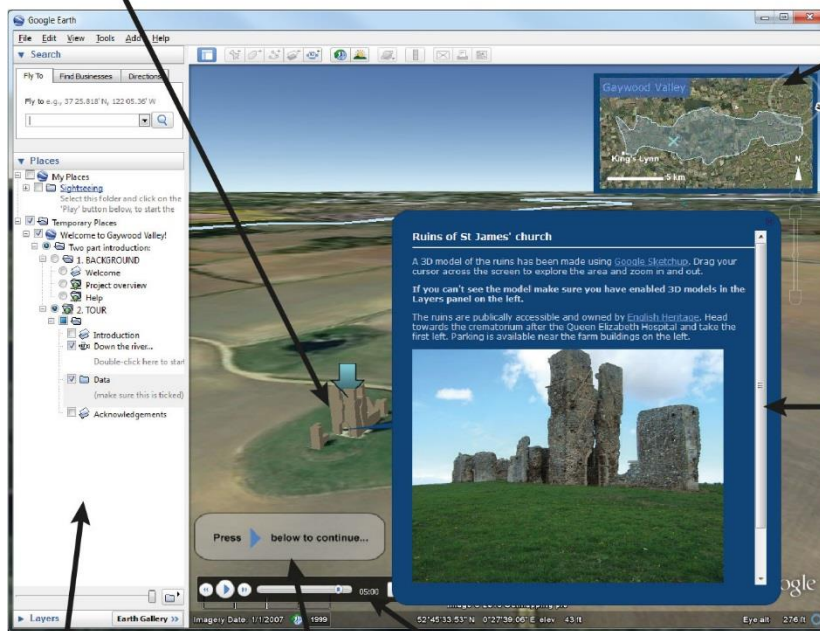 Google Earth
File Edit View Tools Add Help
Search
Fly To Find Businesses Directions
Fly to e.g., 37 25.818' N, 122 05.36' W
Places
My Places
Sightseeing
Select this folder and click on the
'Play' button below, to start the
Temporary Places
Welcome to Gaywood Valley!
Two part introduction:
1. BACKGROUND
Welcome
Project overview
Help
2. TOUR
Introduction
Down the river...
Double-click here to start
Data
(make sure this is ticked)
Acknowledgements
Layers
Earth Gallery >>
Gaywood Valley
King's Lynn
5 km
N
Ruins of St James' church
A 3D model of the ruins has been made using Google Sketchup. Drag your
cursor across the screen to explore the area and zoom in and out.
If you can't see the model make sure you have enabled 3D models in the
Layers panel on the left.
The ruins are publically accessible and owned by English Heritage. Head
towards the crematorium after the Queen Elizabeth Hospital and take the
first left. Parking is available near the farm buildings on the left.
Press below to continue...
05:00
Imagery Date: 1/1/2007 1999
52°45'33.53" N 0°27'39.06" E elev 43 ft
Eye alt 276 ft